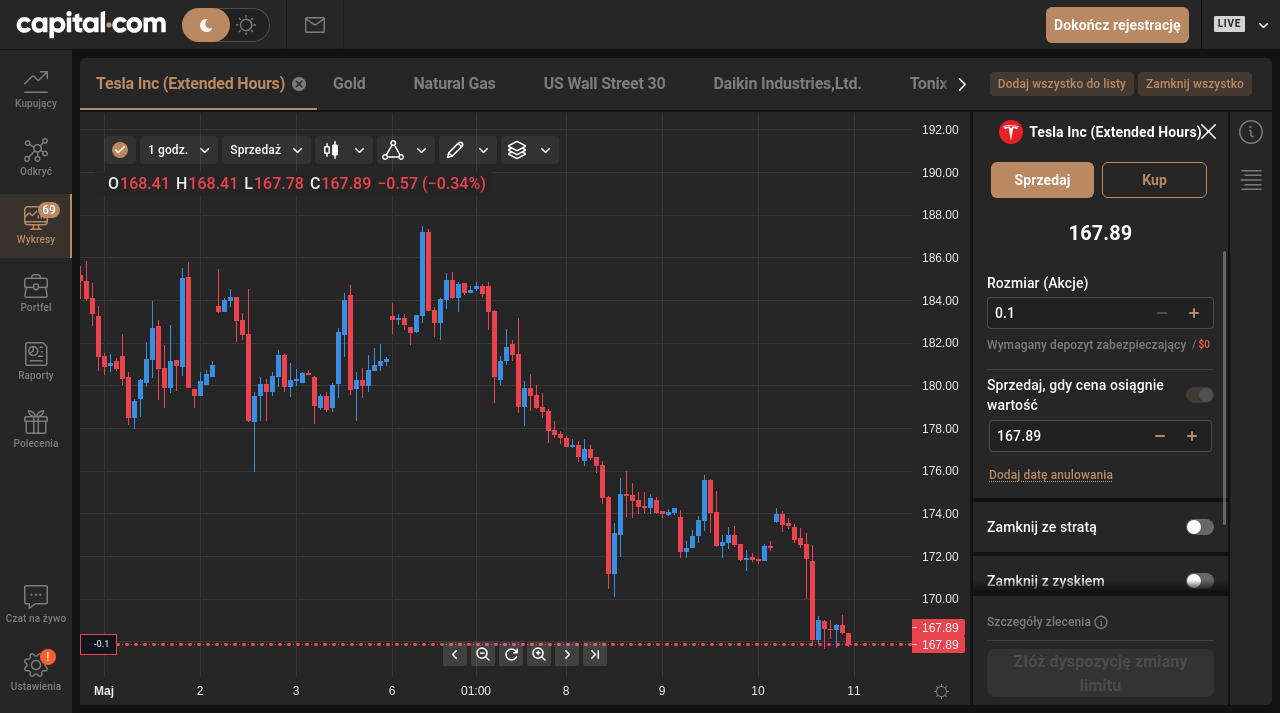 capital.com
Dokończ rejestrację
LIVE
Kupujący
Odkryć
69
Wykresy
Portfel
Raporty
Polecenia
Czat na żywo
!
Ustawienia
Tesla Inc (Extended Hours)
Gold
Natural Gas
US Wall Street 30
Daikin Industries,Ltd.
Tonix
Dodaj wszystko do listy
Zamknij wszystko
1 godz.
Sprzedaż
O168.41 H168.41 L167.78 C167.89 −0.57 (−0.34%)
192.00
190.00
188.00
186.00
184.00
182.00
180.00
178.00
176.00
174.00
172.00
170.00
167.89
167.89
-0.1
Maj
2
3
6
01:00
8
9
10
11
Tesla Inc (Extended Hours)
Sprzedaj
Kup
167.89
Rozmiar (Akcje)
0.1
Wymagany depozyt zabezpieczający / $0
Sprzedaj, gdy cena osiągnie
wartość
167.89
Dodaj datę anulowania
Zamknij ze stratą
Zamknij z zyskiem
Szczegóły zlecenia
Złóż dyspozycję zmiany
limitu